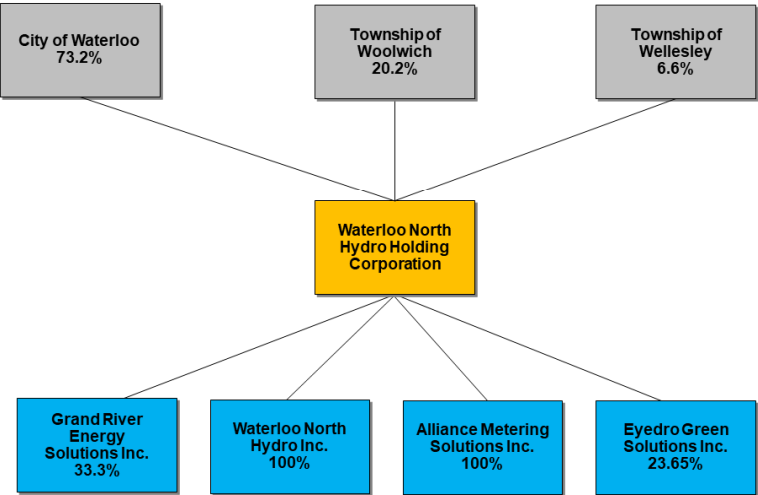 City of Waterloo
73.2%
Township of
Woolwich
20.2%
Township of
Wellesley
6.6%
Waterloo North
Hydro Holding
Corporation
Grand River
Energy
Solutions Inc.
33.3%
Waterloo North
Hydro Inc.
100%
Alliance Metering
Solutions Inc.
100%
Eyedro Green
Solutions Inc.
23.65%